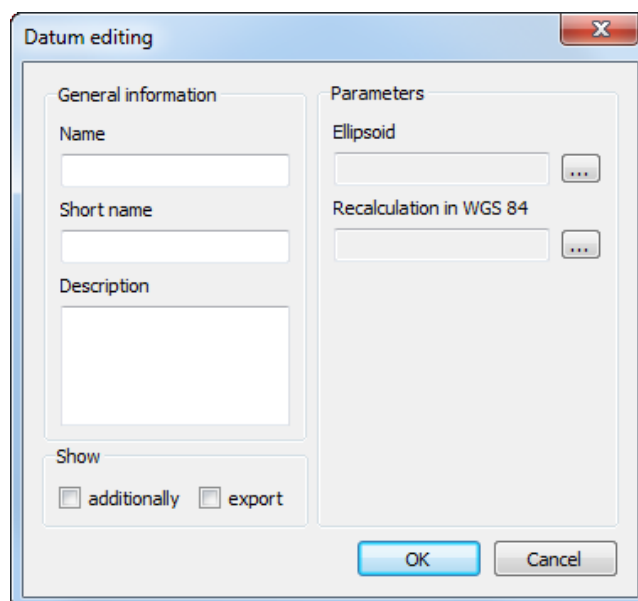 Datum editing
General information
Name
Short name
Description
Show
additionally export
Parameters
Ellipsoid
...
Recalculation in WGS 84
...
OK Cancel